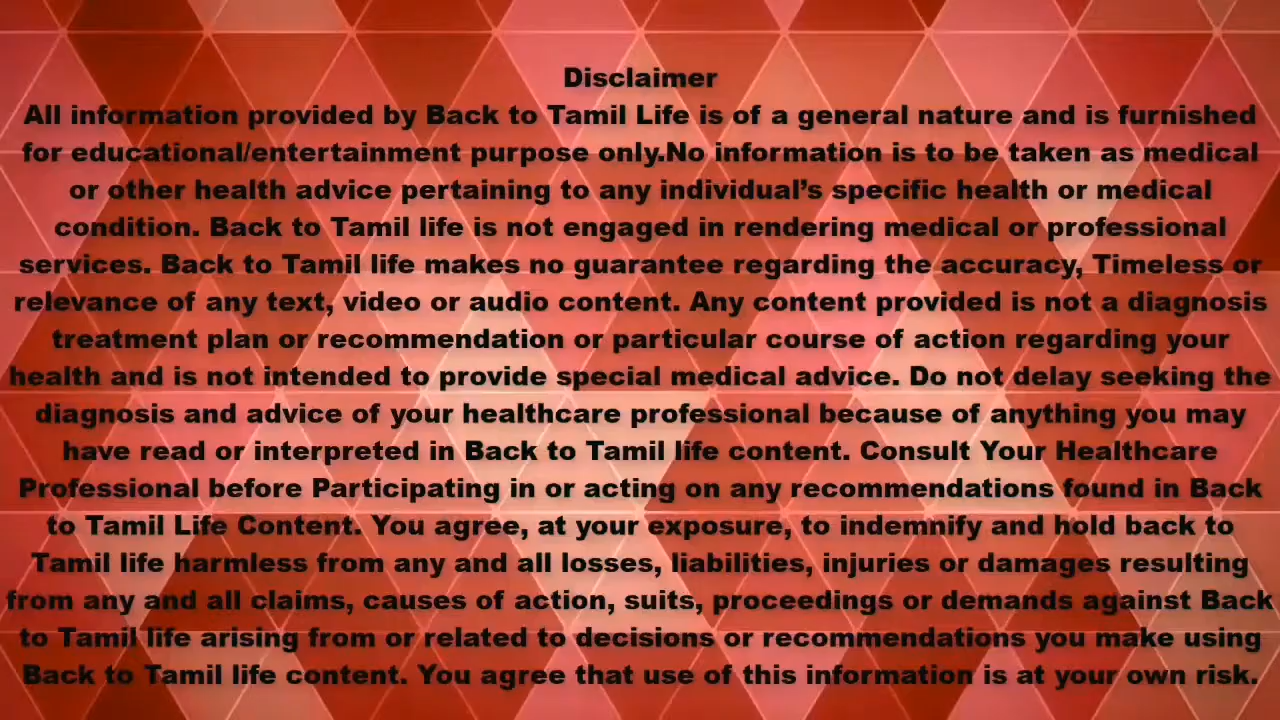 Disclaimer
All information provided by Back to Tamil Life is of a general nature and is furnished
for educational/entertainment purpose only.No information is to be taken as medical
or other health advice pertaining to any individual’s specific health or medical
condition. Back to Tamil life is not engaged in rendering medical or professional
services. Back to Tamil life makes no guarantee regarding the accuracy, Timeless or
relevance of any text, video or audio content. Any content provided is not a diagnosis
treatment plan or recommendation or particular course of action regarding your
health and is not intended to provide special medical advice. Do not delay seeking the
diagnosis and advice of your healthcare professional because of anything you may
have read or interpreted in Back to Tamil life content. Consult Your Healthcare
Professional before Participating in or acting on any recommendations found in Back
to Tamil Life Content. You agree, at your exposure, to indemnify and hold back to
Tamil life harmless from any and all losses, liabilities, injuries or damages resulting
from any and all claims, causes of action, suits, proceedings or demands against Back
to Tamil life arising from or related to decisions or recommendations you make using
Back to Tamil life content. You agree that use of this information is at your own risk.